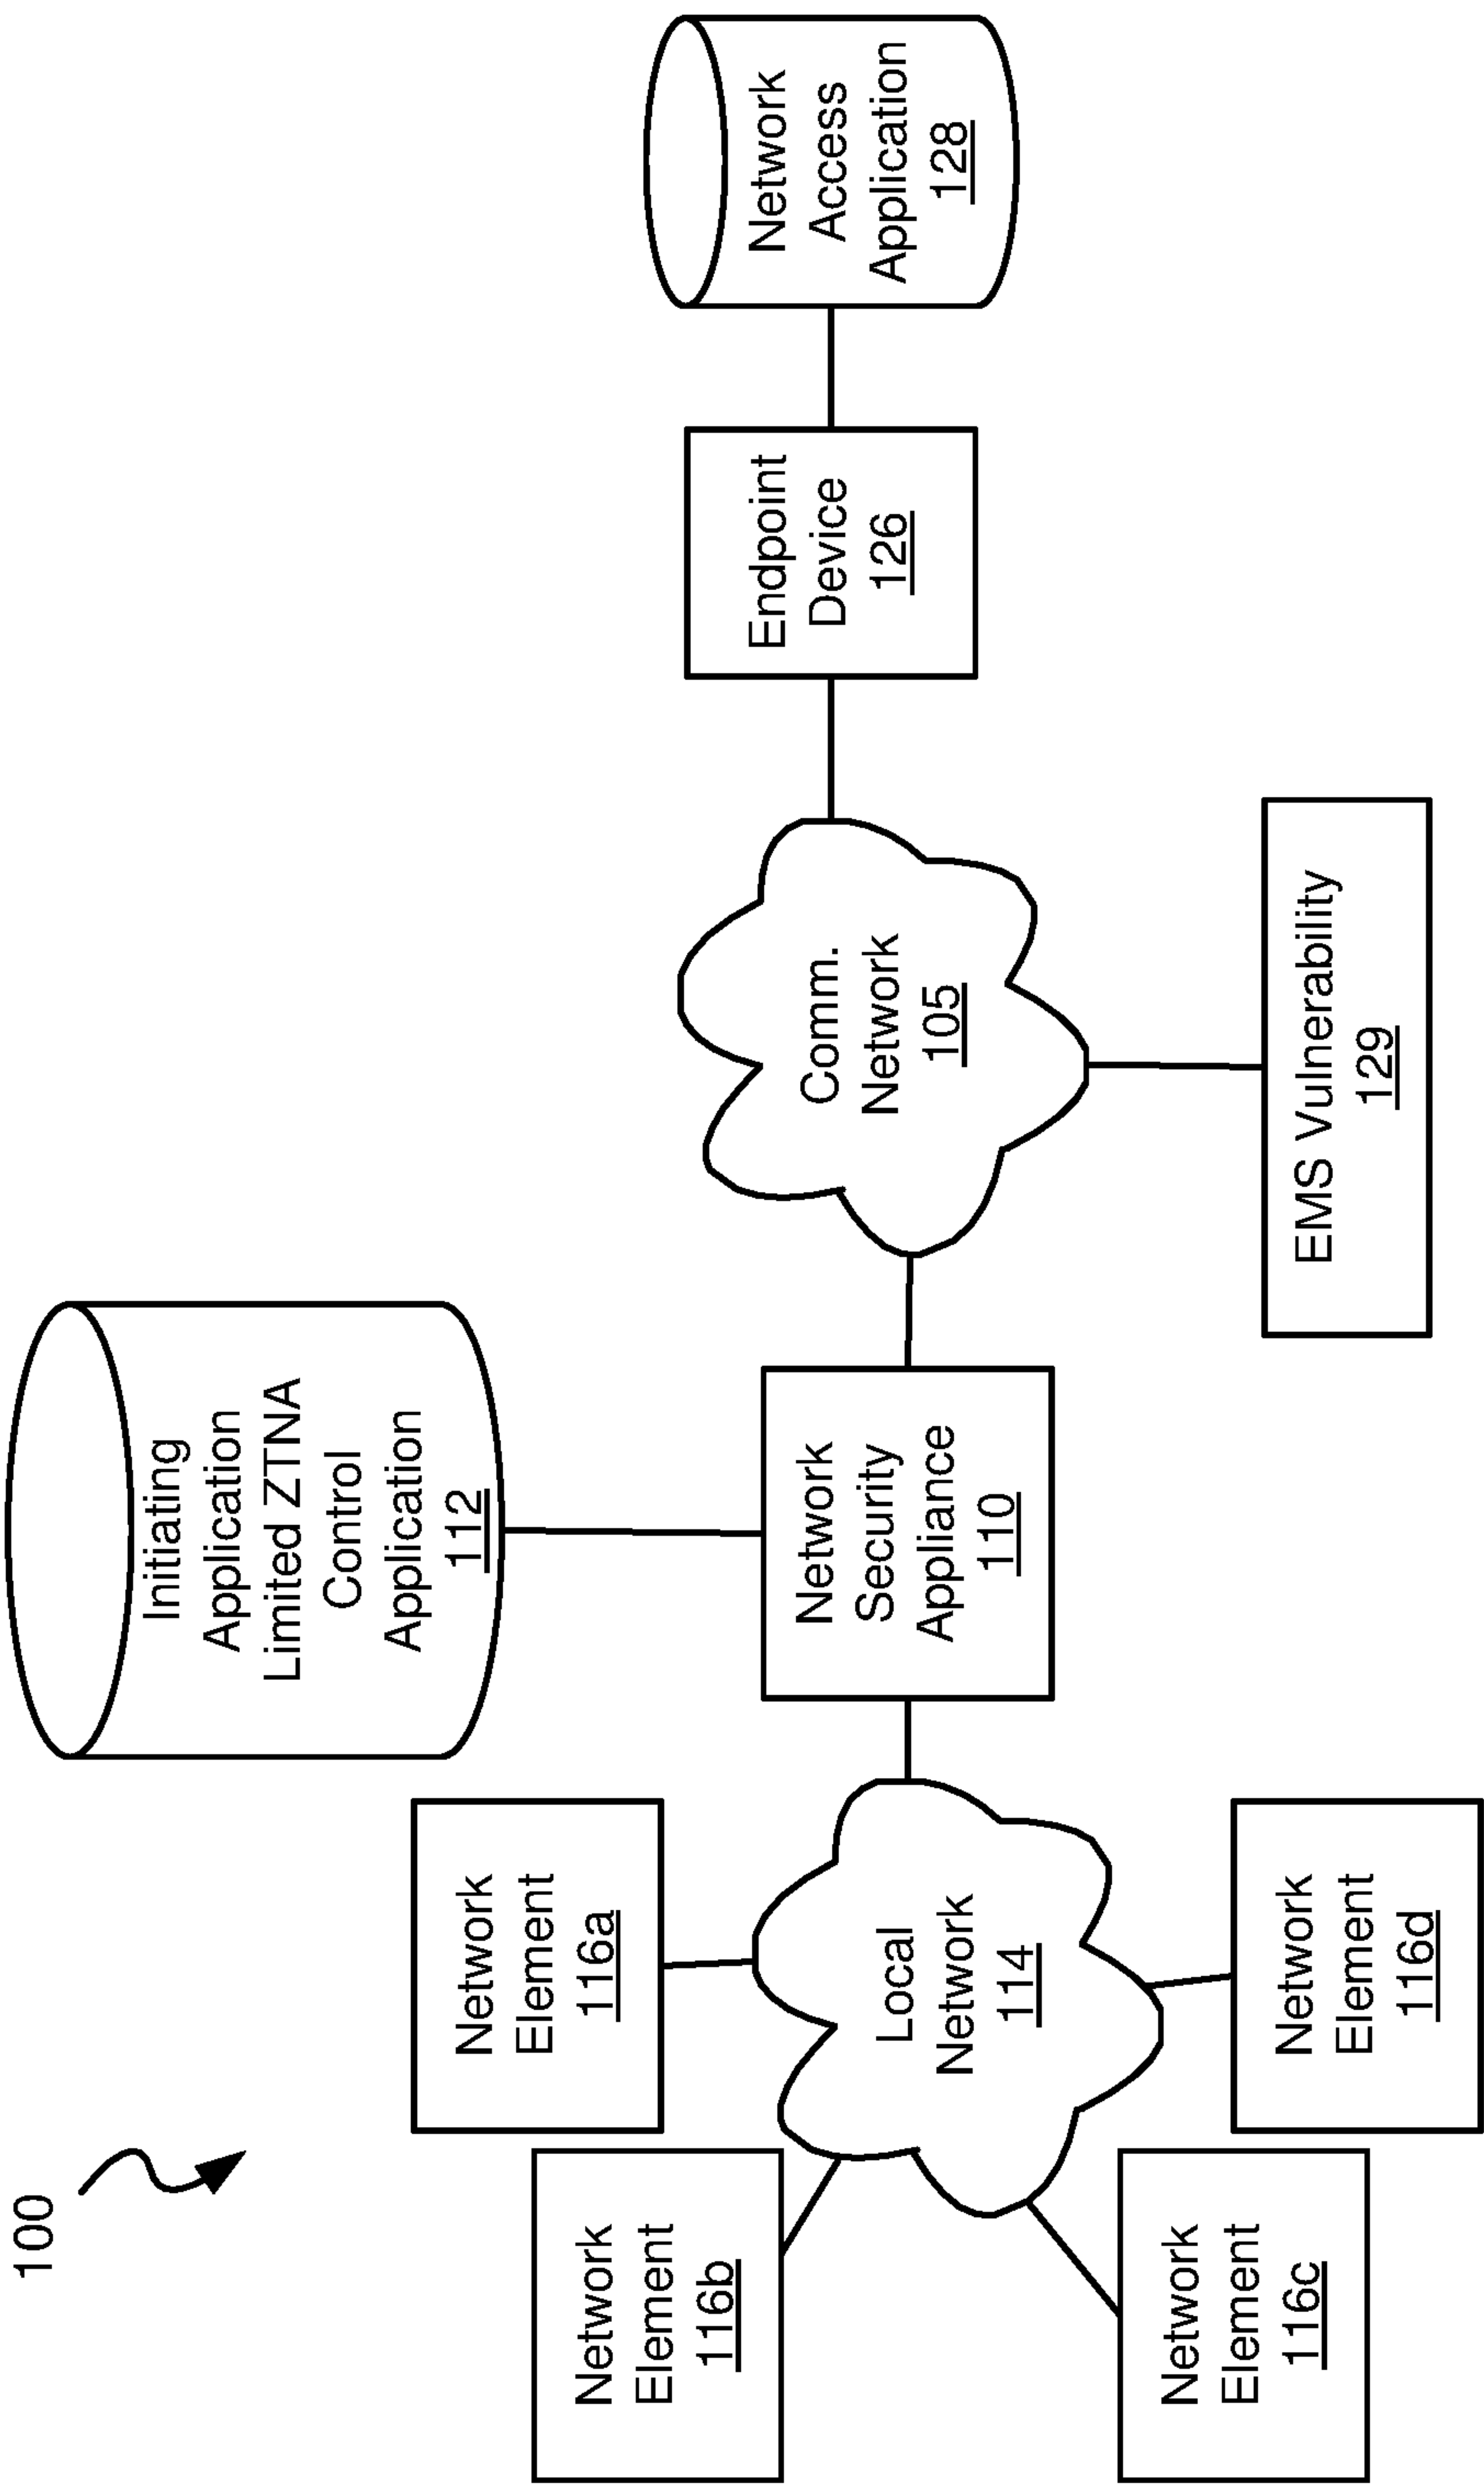 100
Initiating
Application
Limited ZTNA
Control
Application
112
Network
Element
116a
Network
Element
116b
Local
Network
114
Network
Element
116c
Network
Element
116d
Network
Security
Appliance
110
Comm.
Network
105
EMS Vulnerability
129
Endpoint
Device
126
Network
Access
Application
128